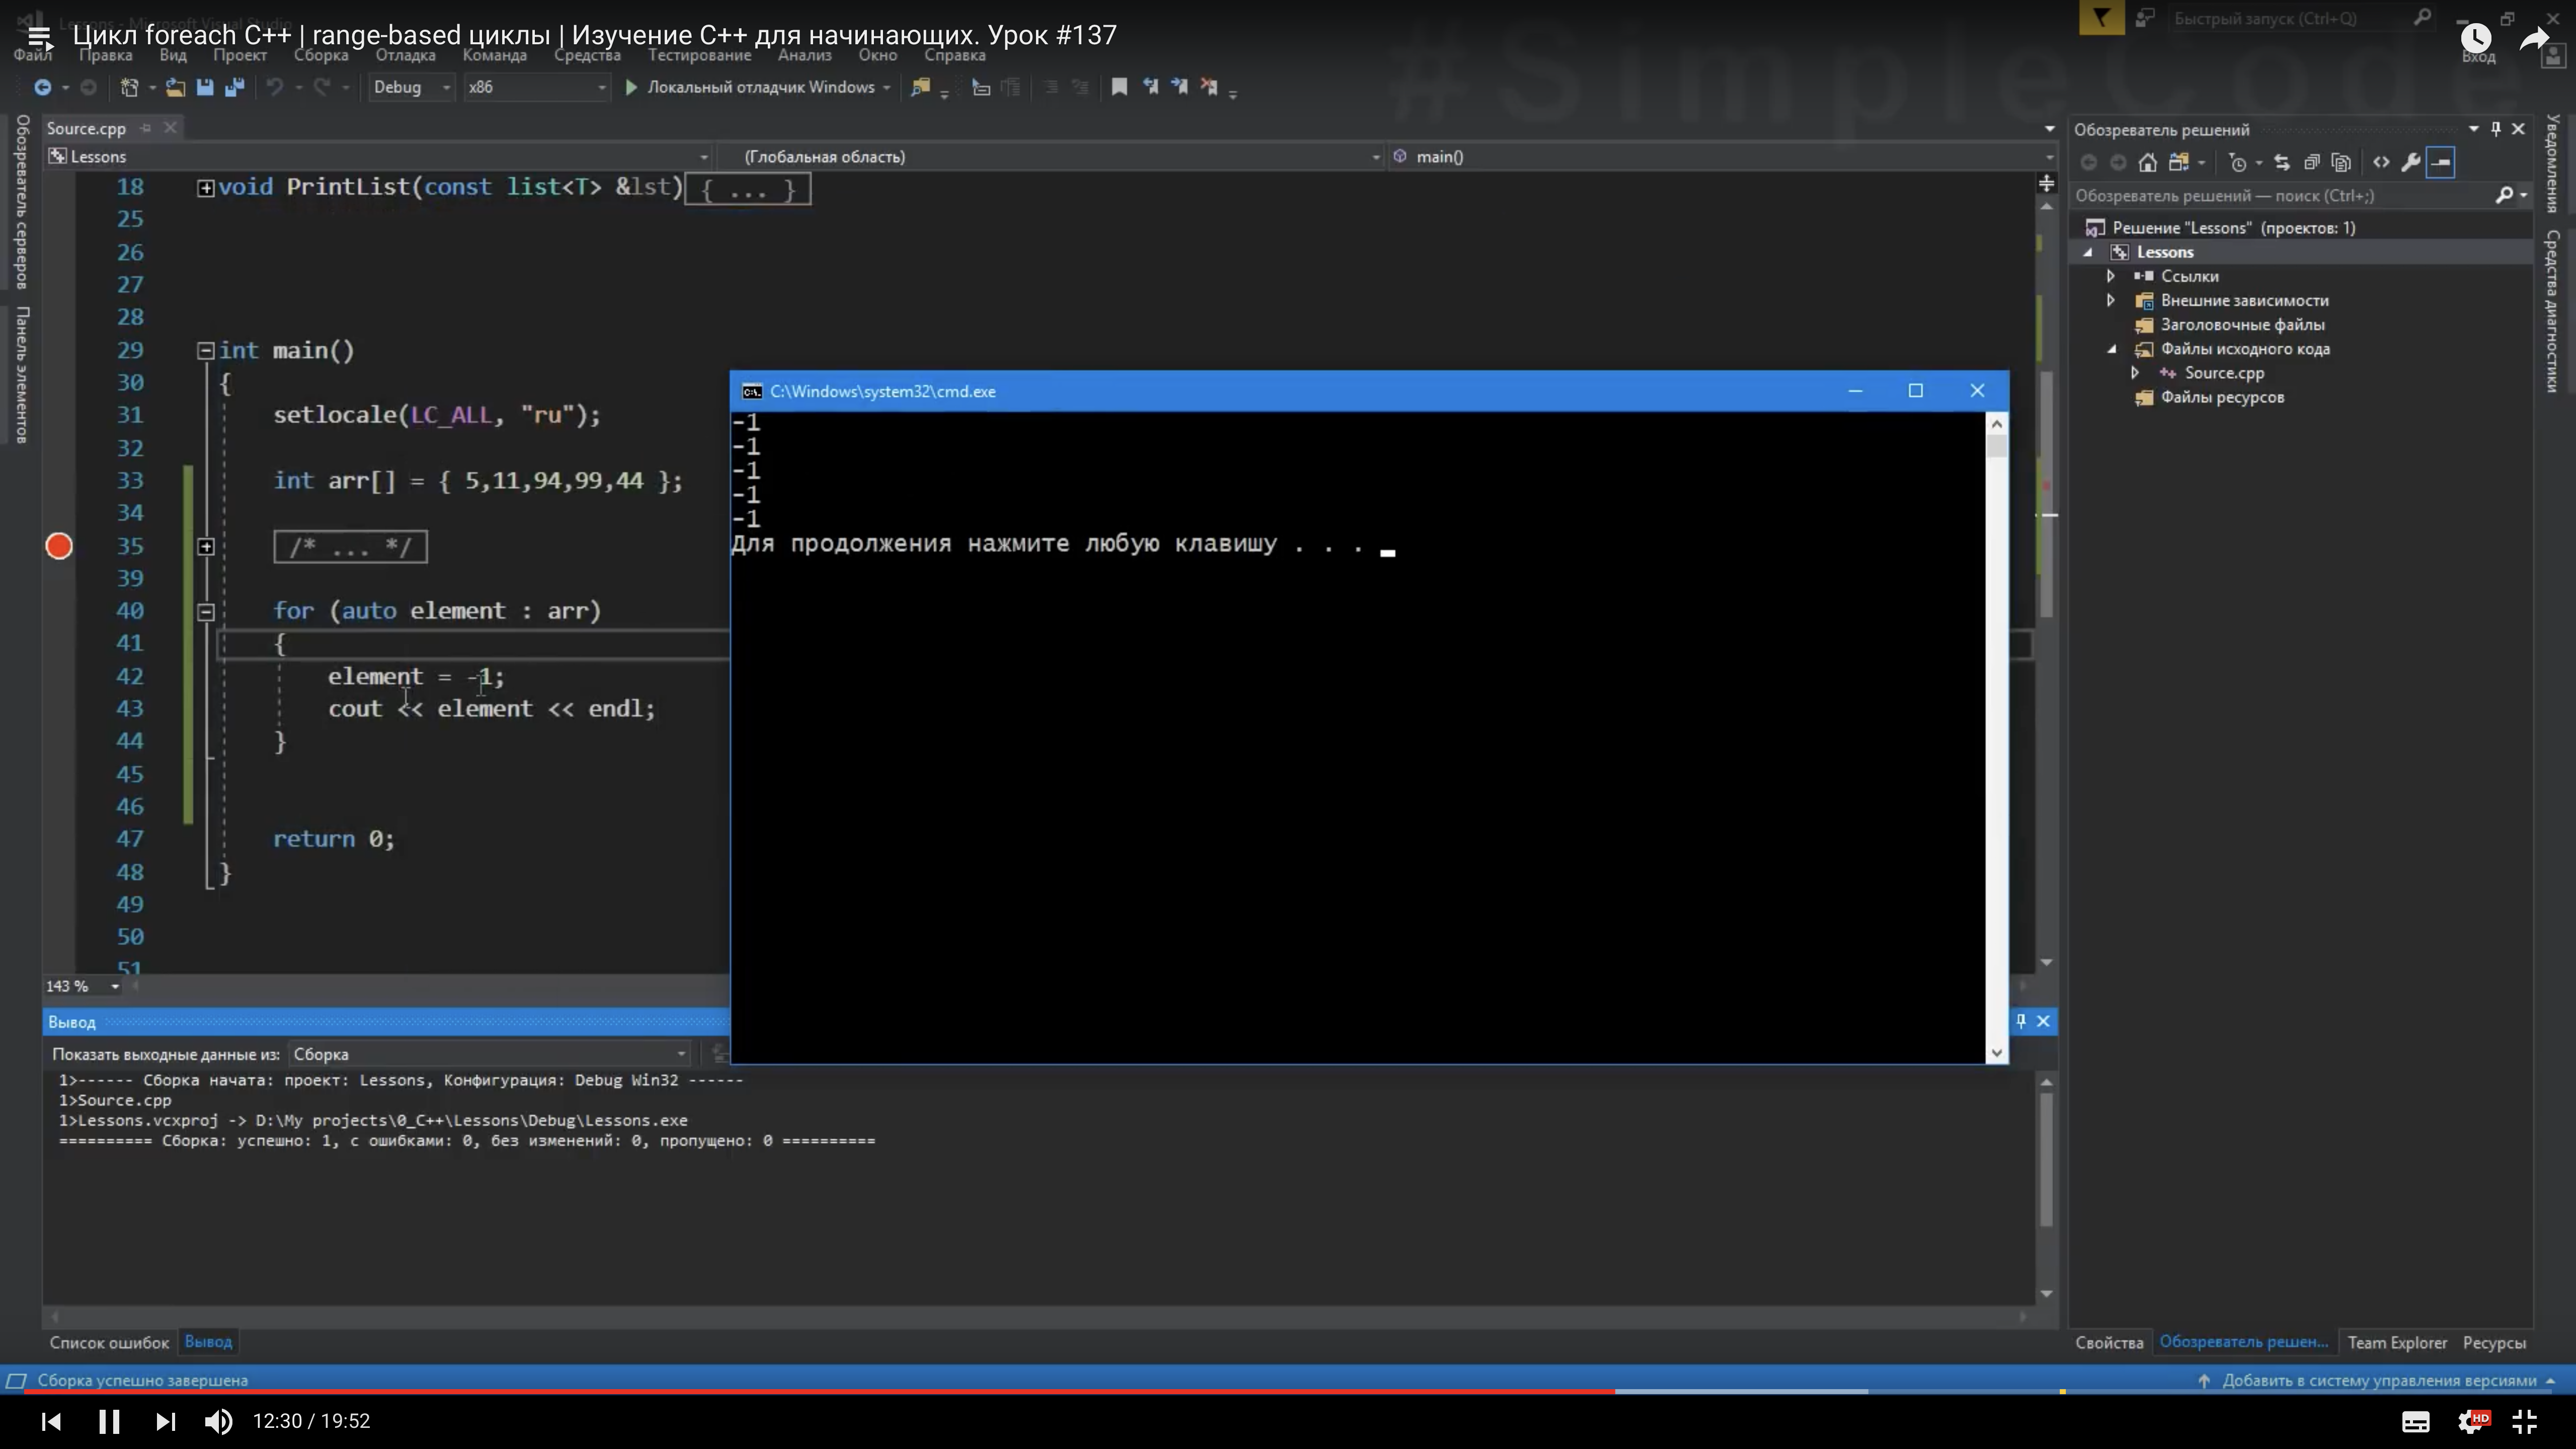 Цикл foreach C++ | range-based циклы | Изучение C++ для начинающих. Урок #137
Быстрый запуск (Ctrl+Q)
Файл Правка Вид Проект Сборка Отладка Команда Средства Тестирование Анализ Окно Справка
Вход
Debug x86 Локальный отладчик Windows
#SimpleCode
Обозреватель серверов
Панель элементов
Source.cpp
Lessons (Глобальная область) main()
18 void PrintList(const list<T> &lst){ ... }
25
26
27
28
29 int main()
30 {
31 setlocale(LC_ALL, "ru");
32
33 int arr[] = { 5,11,94,99,44 };
34
35 /* ... */
39
40 for (auto element : arr)
41 {
42 element = -1;
43 cout << element << endl;
44 }
45
46
47 return 0;
48 }
49
50
51
143 %
C:\Windows\system32\cmd.exe
-1
-1
-1
-1
-1
Для продолжения нажмите любую клавишу . . .
Вывод
Показать выходные данные из: Сборка
1>------ Сборка начата: проект: Lessons, Конфигурация: Debug Win32 ------
1>Source.cpp
1>Lessons.vcxproj -> D:\My projects\0_C++\Lessons\Debug\Lessons.exe
========== Сборка: успешно: 1, с ошибками: 0, без изменений: 0, пропущено: 0 ==========
Список ошибок Вывод
Обозреватель решений
Обозреватель решений — поиск (Ctrl+;)
Решение "Lessons" (проектов: 1)
Lessons
Ссылки
Внешние зависимости
Заголовочные файлы
Файлы исходного кода
Source.cpp
Файлы ресурсов
Уведомления
Средства диагностики
Свойства Обозреватель решен... Team Explorer Ресурсы
Сборка успешно завершена
Добавить в систему управления версиями
12:30 / 19:52
HD